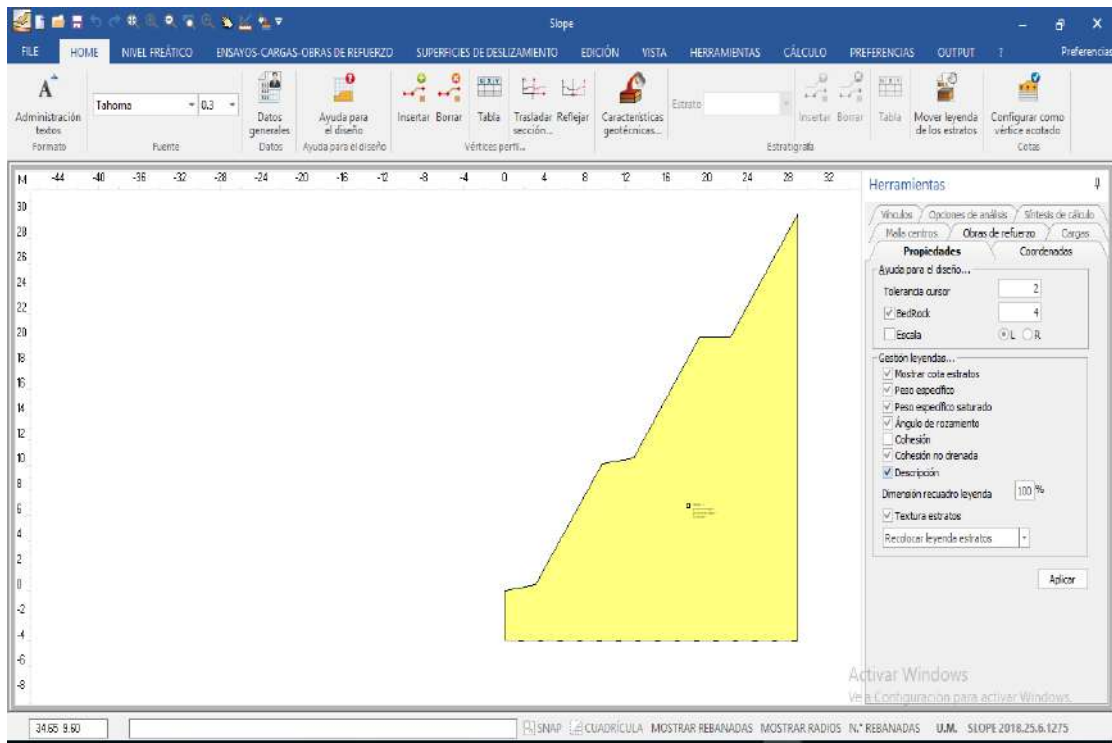 Slope
FILE HOME NIVEL FREÁTICO ENSAYOS-CARGAS-OBRAS DE REFUERZO SUPERFICIES DE DESLIZAMIENTO EDICIÓN VISTA HERRAMIENTAS CÁLCULO PREFERENCIAS OUTPUT ? Preferencias
Administración textos
Tahoma 0.3
Datos generales
Ayuda para el diseño
Insertar Borrar Tabla Trasladar sección... Reflejar
Características geotécnicas...
Estrato
Insertar Borrar Tabla Mover leyenda de los estratos
Configurar como vértice acotado
Formato Fuente Datos Ayuda para el diseño Vértices perfi... Estratigrafía Cotas
M -44 -40 -36 -32 -28 -24 -20 -16 -12 -8 -4 0 4 8 12 16 20 24 28 32
30
28
26
24
22
20
18
16
14
12
10
8
6
4
2
0
-2
-4
-6
-8
Herramientas
Vínculos Opciones de análisis Síntesis de cálculo
Malla centros Obras de refuerzo Cargas
Propiedades Coordenadas
Ayuda para el diseño...
Tolerancia cursor 2
BedRock 4
Escala L R
Gestión leyendas...
Mostrar cota estratos
Peso específico
Peso específico saturado
Ángulo de rozamiento
Cohesión
Cohesión no drenada
Descripción
Dimensión recuadro leyenda 100 %
Textura estratos
Recolocar leyenda estratos
Aplicar
Activar Windows
Ve a Configuración para activar Windows.
34.65 9.60 SNAP CUADRÍCULA MOSTRAR REBANADAS MOSTRAR RADIOS N.° REBANADAS U.M. SLOPE 2018.25.6.1275